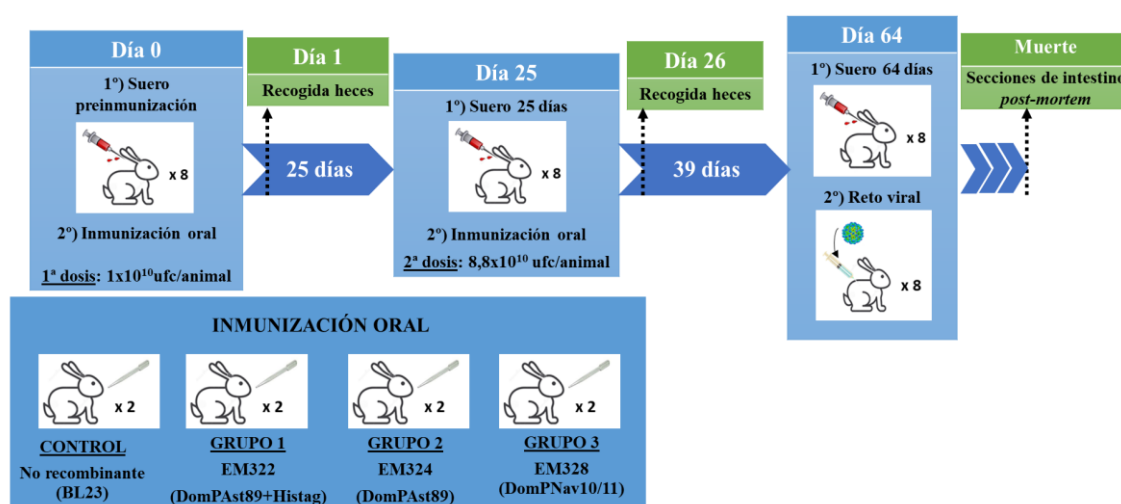 Día 0
1º) Suero
preinmunización
x 8
2º) Inmunización oral
1ª dosis: 1x10¹⁰ufc/animal
Día 1
Recogida heces
25 días
Día 25
1º) Suero 25 días
x 8
2º) Inmunización oral
2ª dosis: 8,8x10¹⁰ ufc/animal
Día 26
Recogida heces
39 días
Día 64
1º) Suero 64 días
x 8
2º) Reto viral
x 8
Muerte
Secciones de intestino
post-mortem
INMUNIZACIÓN ORAL
x 2
CONTROL
No recombinante
(BL23)
x 2
GRUPO 1
EM322
(DomPAst89+Histag)
x 2
GRUPO 2
EM324
(DomPAst89)
x 2
GRUPO 3
EM328
(DomPNav10/11)